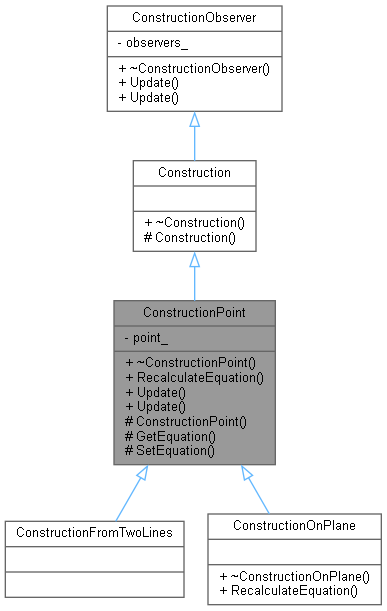 ConstructionObserver
- observers_
+ ~ConstructionObserver()
+ Update()
+ Update()
Construction
+ ~Construction()
# Construction()
ConstructionPoint
- point_
+ ~ConstructionPoint()
+ RecalculateEquation()
+ Update()
+ Update()
# ConstructionPoint()
# GetEquation()
# SetEquation()
ConstructionFromTwoLines
ConstructionOnPlane
+ ~ConstructionOnPlane()
+ RecalculateEquation()